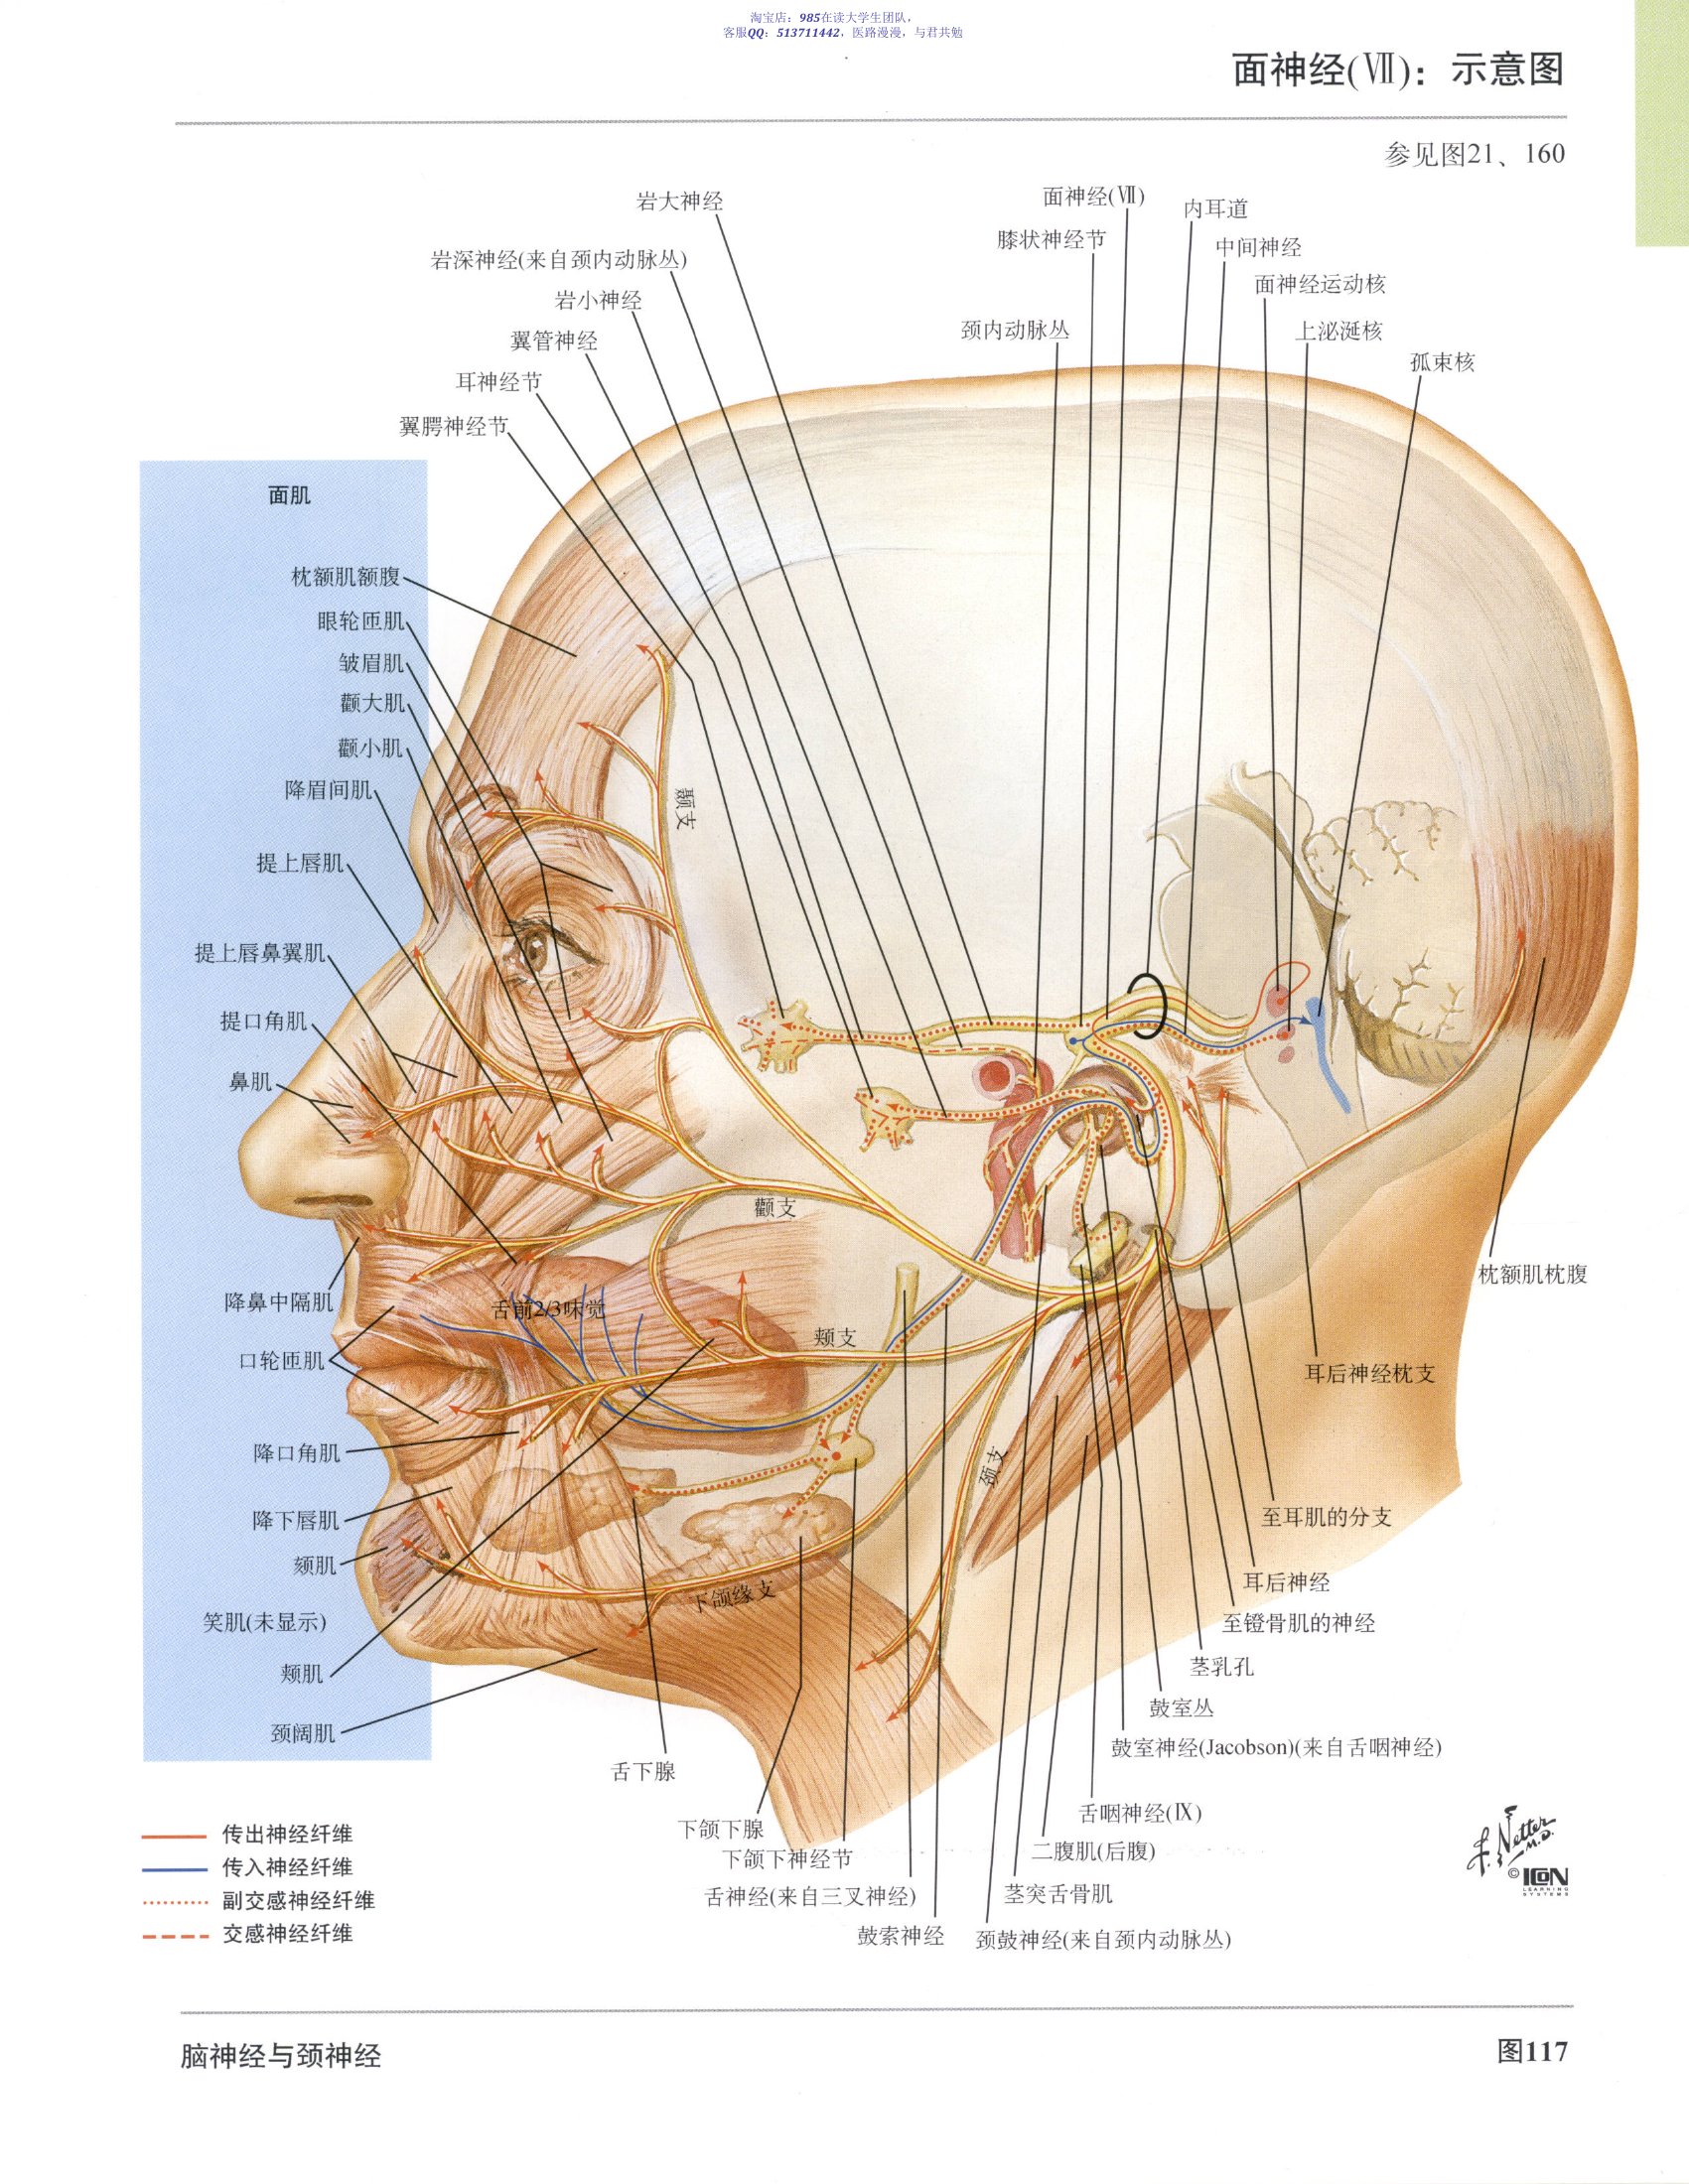 淘宝店：985在读大学生团队，
客服QQ：513711442，医路漫漫，与君共勉
面神经(Ⅶ)：示意图
参见图21、160
岩大神经
岩深神经(来自颈内动脉丛)
岩小神经
翼管神经
耳神经节
翼腭神经节
面神经(Ⅶ)
膝状神经节
颈内动脉丛
内耳道
中间神经
面神经运动核
上泌涎核
孤束核
面肌
枕额肌额腹
眼轮匝肌
皱眉肌
颧大肌
颧小肌
降眉间肌
提上唇肌
提上唇鼻翼肌
提口角肌
鼻肌
降鼻中隔肌
口轮匝肌
降口角肌
降下唇肌
颏肌
笑肌(未显示)
颊肌
颈阔肌
颞支
颧支
舌前2/3味觉
颊支
颈支
下颌缘支
枕额肌枕腹
耳后神经枕支
至耳肌的分支
耳后神经
至镫骨肌的神经
茎乳孔
鼓室丛
鼓室神经(Jacobson)(来自舌咽神经)
舌咽神经(Ⅸ)
二腹肌(后腹)
茎突舌骨肌
颈鼓神经(来自颈内动脉丛)
舌下腺
下颌下腺
下颌下神经节
舌神经(来自三叉神经)
鼓索神经
传出神经纤维
传入神经纤维
副交感神经纤维
交感神经纤维
F. Netter
M.D.
© ICON
LEARNING
SYSTEMS
脑神经与颈神经
图117